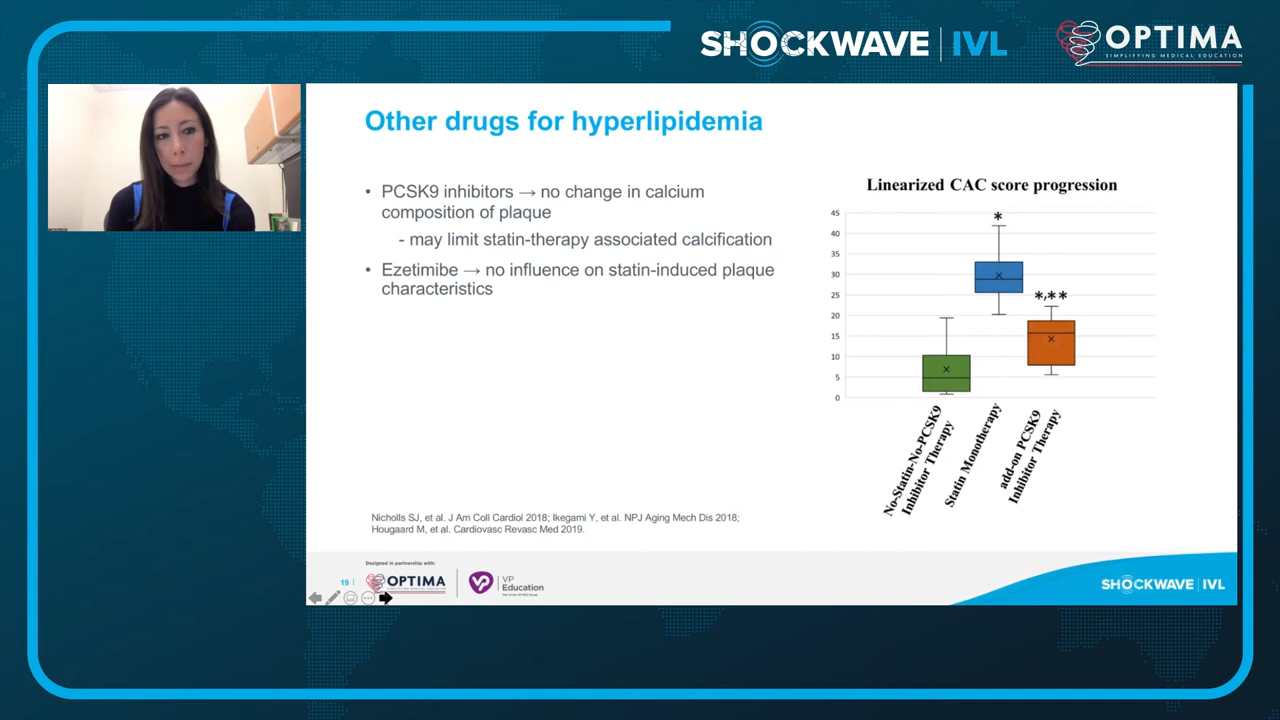 SHOCKWAVE | IVL
OPTIMA
SIMPLIFYING MEDICAL EDUCATION
Other drugs for hyperlipidemia
• PCSK9 inhibitors → no change in calcium
composition of plaque
- may limit statin-therapy associated calcification
• Ezetimibe → no influence on statin-induced plaque
characteristics
Linearized CAC score progression
45
40
35
30
25
20
15
10
5
0
*
*,**
No-Statin-No-PCSK9
Inhibitor Therapy
Statin Monotherapy
add-on PCSK9
Inhibitor Therapy
Nicholls SJ, et al. J Am Coll Cardiol 2018; Ikegami Y, et al. NPJ Aging Mech Dis 2018;
Hougaard M, et al. Cardiovasc Revasc Med 2019.
Designed in partnership with:
19 |
OPTIMA
VP
Education
SHOCKWAVE | IVL